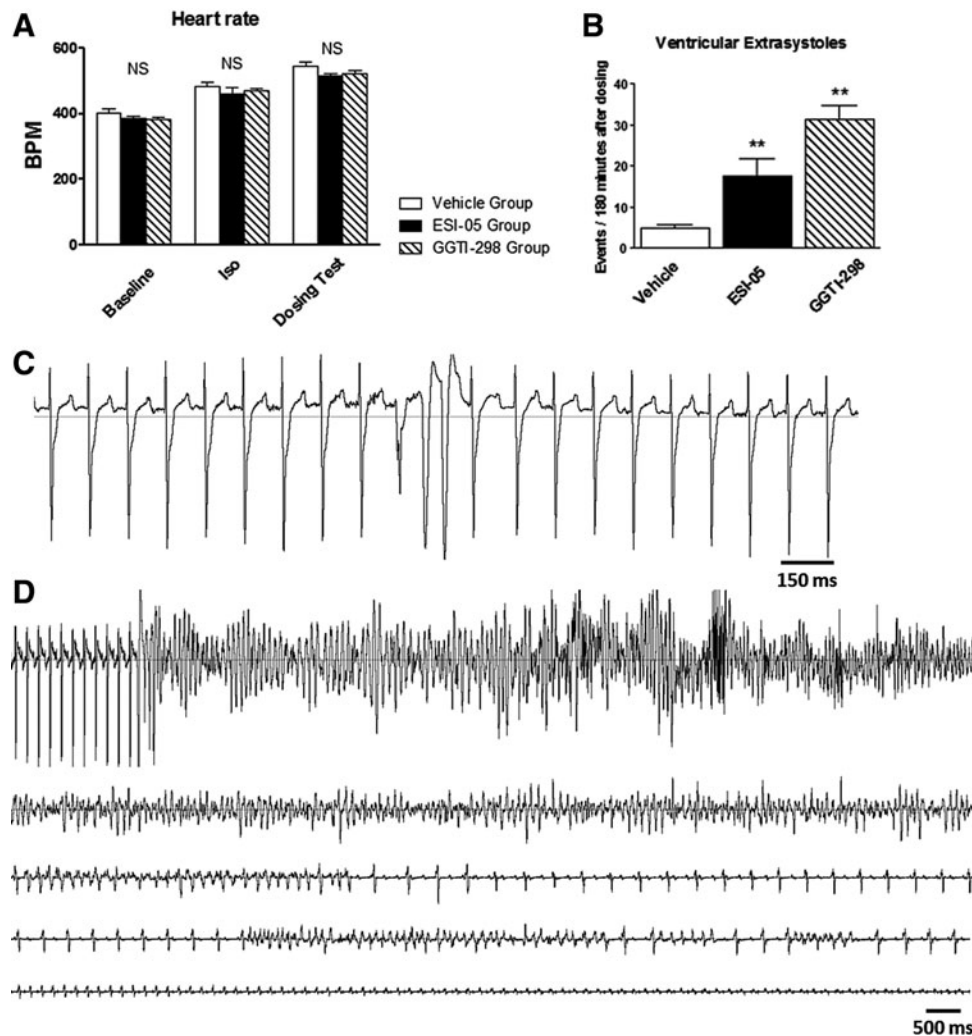 A
Heart rate
BPM
600
400
200
0
NS
NS
NS
Baseline
Iso
Dosing Test
Vehicle Group
ESI-05 Group
GGTI-298 Group
B
Ventricular Extrasystoles
Events / 180 minutes after dosing
40
30
20
10
0
**
**
Vehicle
ESI-05
GGTI-298
C
150 ms
D
500 ms